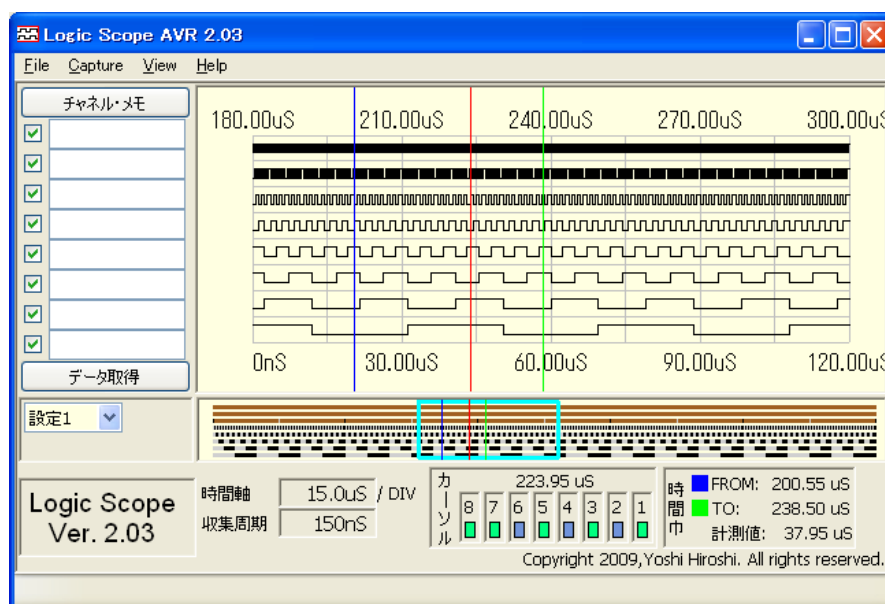 Logic Scope AVR 2.03
File Capture View Help
チャネル・メモ
180.00uS 210.00uS 240.00uS 270.00uS 300.00uS
0nS 30.00uS 60.00uS 90.00uS 120.00uS
データ取得
設定1
Logic Scope
Ver. 2.03
時間軸 15.0uS / DIV
収集周期 150nS
カーソル
223.95 uS
8 7 6 5 4 3 2 1
時間巾
FROM: 200.55 uS
TO: 238.50 uS
計測値: 37.95 uS
Copyright 2009,Yoshi Hiroshi. All rights reserved.